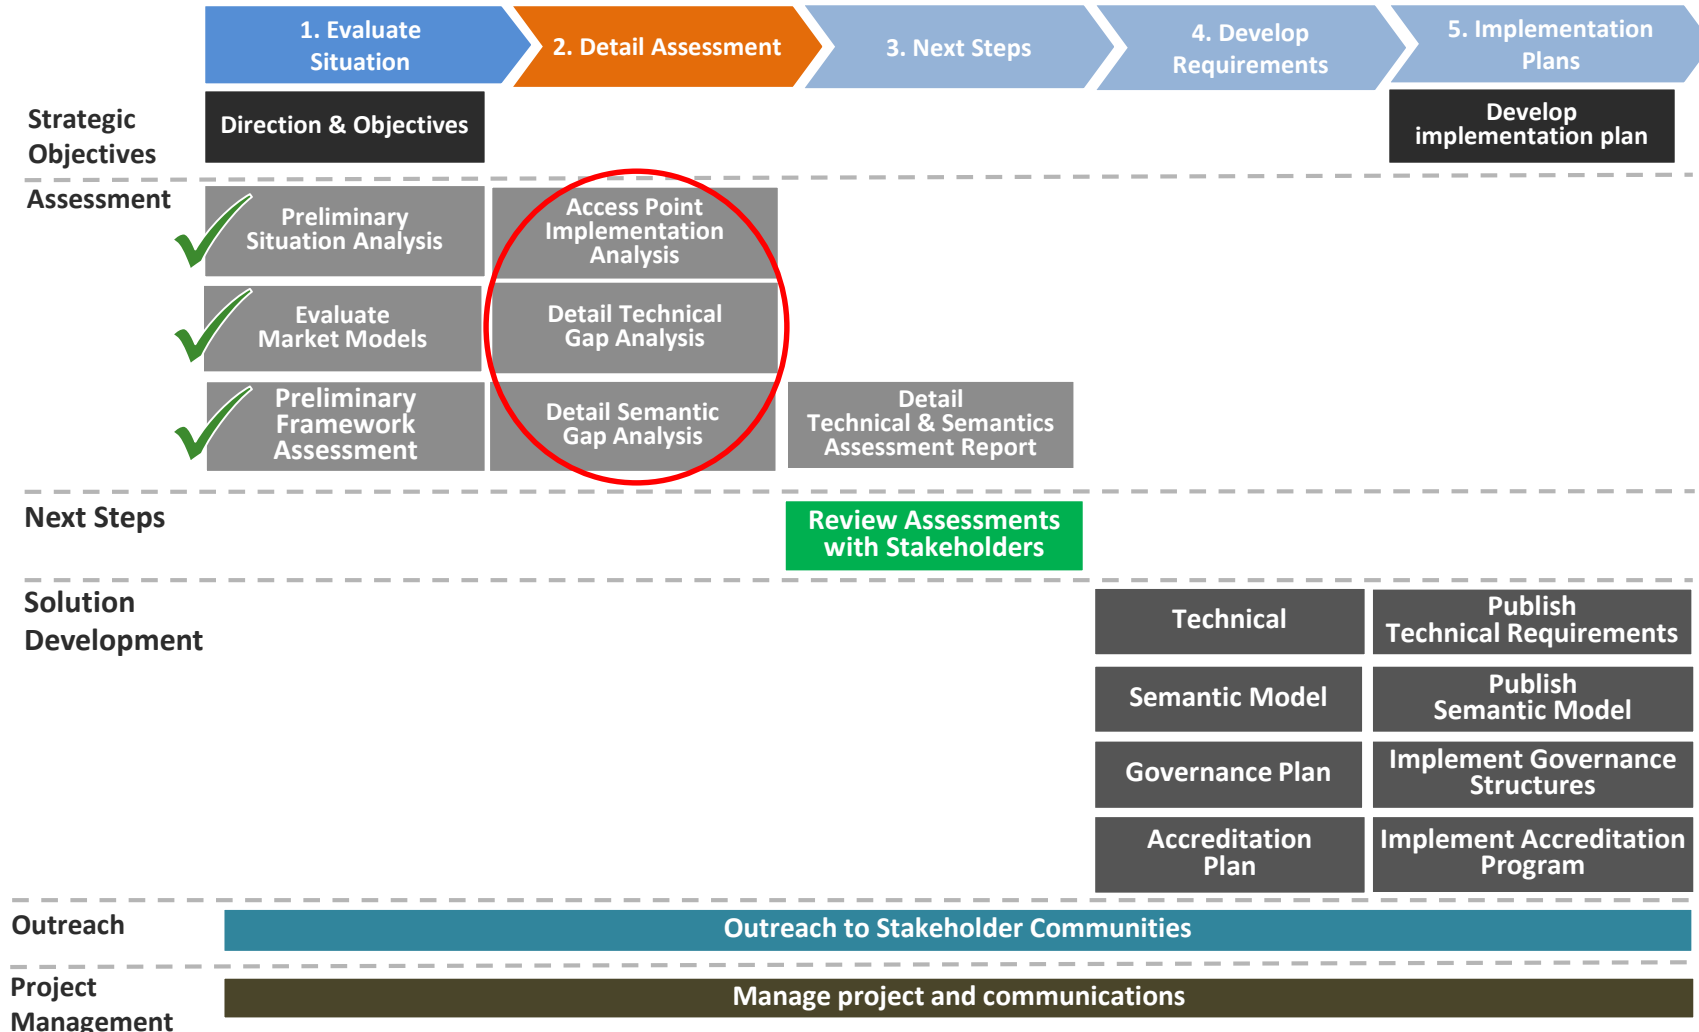 1. Evaluate
Situation
2. Detail Assessment
3. Next Steps
4. Develop
Requirements
5. Implementation
Plans
Strategic
Objectives
Direction & Objectives
Develop
implementation plan
Assessment
Preliminary
Situation Analysis
Access Point
Implementation
Analysis
Evaluate
Market Models
Detail Technical
Gap Analysis
Preliminary
Framework
Assessment
Detail Semantic
Gap Analysis
Detail
Technical & Semantics
Assessment Report
Next Steps
Review Assessments
with Stakeholders
Solution
Development
Technical
Publish
Technical Requirements
Semantic Model
Publish
Semantic Model
Governance Plan
Implement Governance
Structures
Accreditation
Plan
Implement Accreditation
Program
Outreach
Outreach to Stakeholder Communities
Project
Management
Manage project and communications